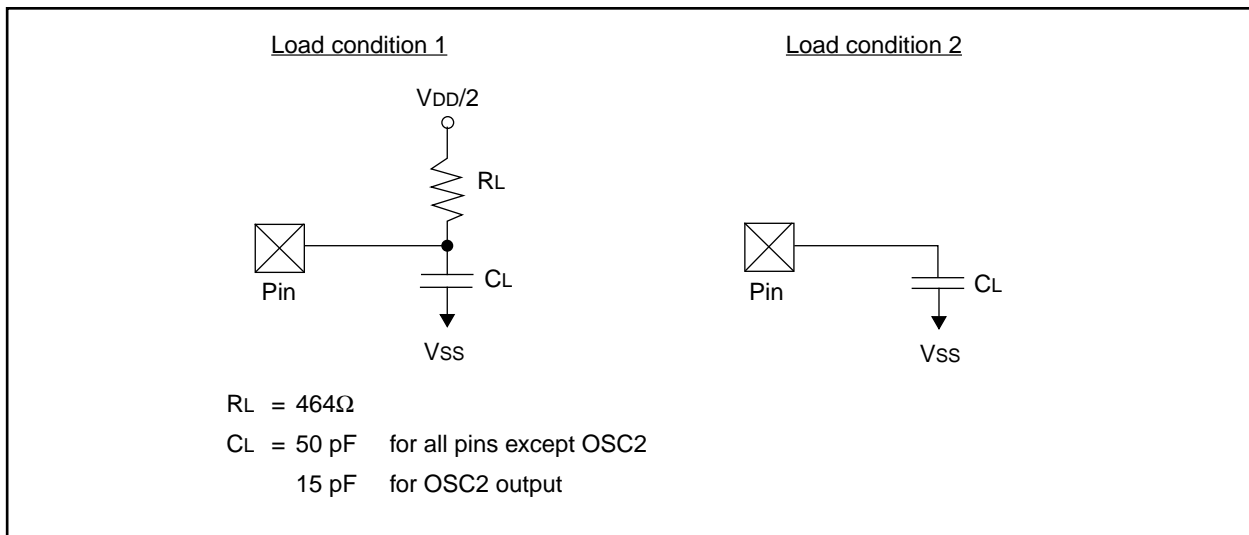 Load condition 1
Load condition 2
VDD/2
RL
Pin
CL
VSS
Pin
CL
VSS
RL = 464Ω
CL = 50 pF for all pins except OSC2
15 pF for OSC2 output